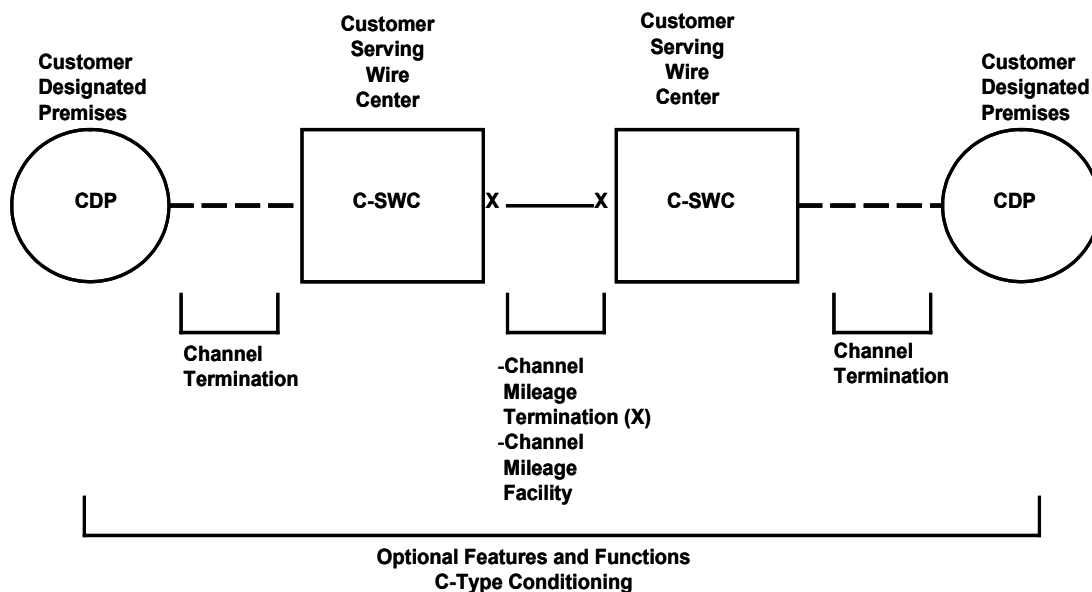 Customer
Designated
Premises
Customer
Serving
Wire
Center
Customer
Serving
Wire
Center
Customer
Designated
Premises
CDP
C-SWC
X
X
C-SWC
CDP
Channel
Termination
-Channel
Mileage
Termination (X)
-Channel
Mileage
Facility
Channel
Termination
Optional Features and Functions
C-Type Conditioning